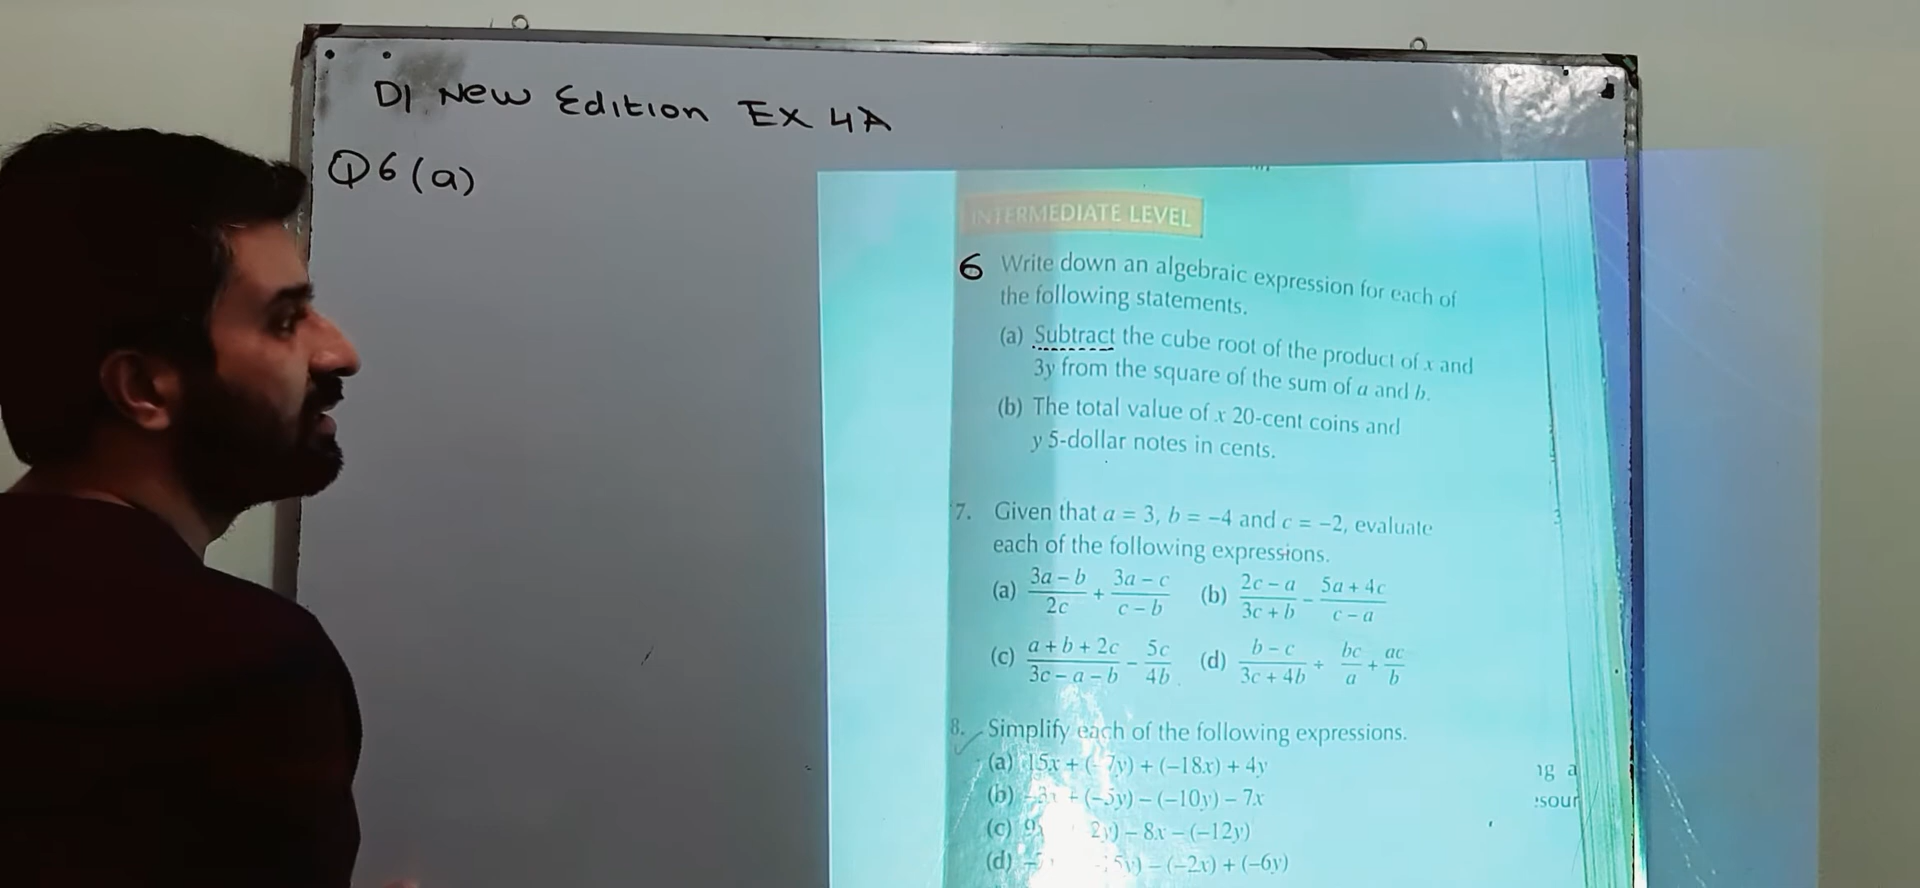 D1 New Edition EX 4A
Q6 (a)
INTERMEDIATE LEVEL
6 Write down an algebraic expression for each of
the following statements.
(a) Subtract the cube root of the product of x and
3y from the square of the sum of a and b.
(b) The total value of x 20-cent coins and
y 5-dollar notes in cents.
7. Given that a = 3, b = −4 and c = −2, evaluate
each of the following expressions.
(a) (3a − b)/(2c) + (3a − c)/(c − b) (b) (2c − a)/(3c + b) − (5a + 4c)/(c − a)
(c) (a + b + 2c)/(3c − a − b) − 5c/4b (d) (b − c)/(3c + 4b) + bc/a + ac/b
8. Simplify each of the following expressions.
(a) 15x + (−7y) + (−18x) + 4y
(b) −3x + (−5y) − (−10y) − 7x
(c) 9 2y) − 8x − (−12y)
(d) 5y) − (−2x) + (−6y)